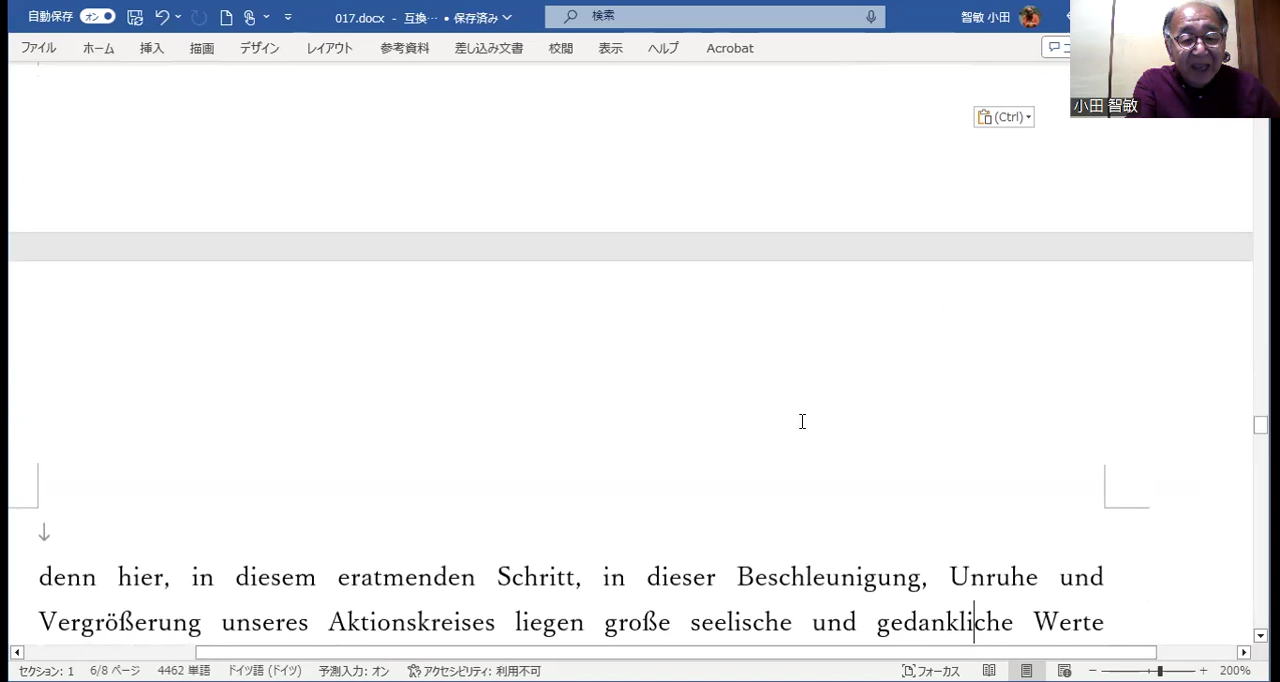 自動保存 オン 017.docx - 互換… • 保存済み 検索 智敏 小田
ファイル ホーム 挿入 描画 デザイン レイアウト 参考資料 差し込み文書 校閲 表示 ヘルプ Acrobat
小田 智敏
(Ctrl)
denn hier, in diesem eratmenden Schritt, in dieser Beschleunigung, Unruhe und
Vergrößerung unseres Aktionskreises liegen große seelische und gedankliche Werte
セクション: 1 6/8 ページ 4462 単語 ドイツ語 (ドイツ) 予測入力: オン アクセシビリティ: 利用不可 フォーカス 200%